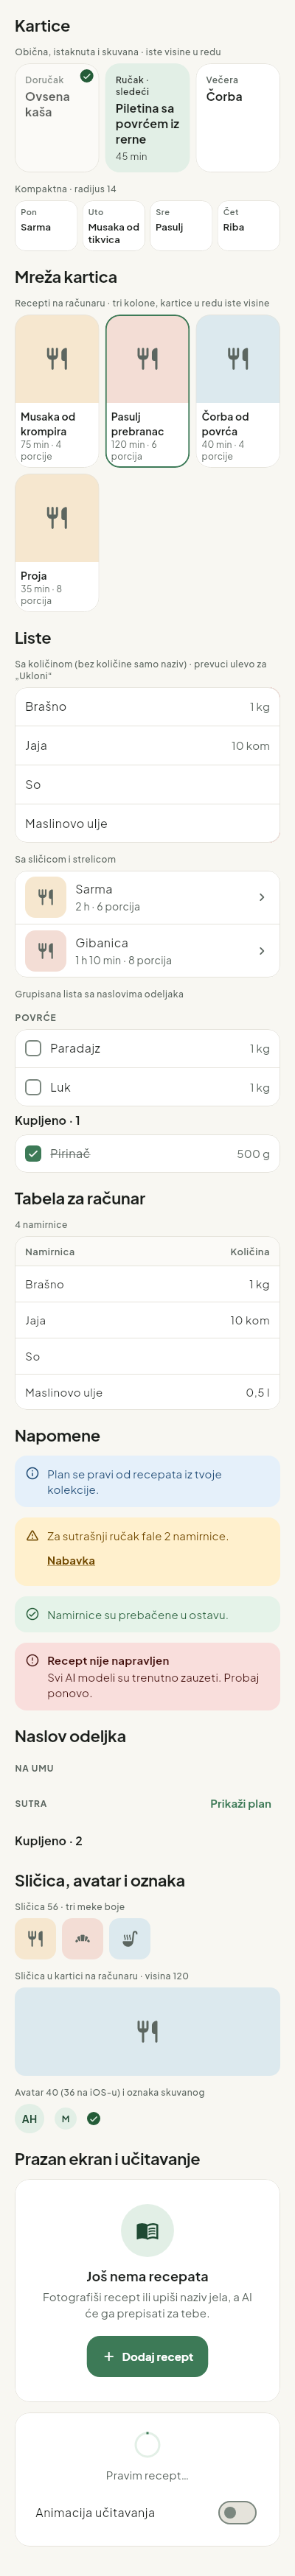 Kartice
Obična, istaknuta i skuvana · iste visine u redu
Doručak
Ovsena
kaša
Ručak ·
sledeći
Piletina sa
povrćem iz
rerne
45 min
Večera
Čorba
Kompaktna · radijus 14
Pon
Sarma
Uto
Musaka od
tikvica
Sre
Pasulj
Čet
Riba
Mreža kartica
Recepti na računaru · tri kolone, kartice u redu iste visine
Musaka od
krompira
75 min · 4
porcije
Pasulj
prebranac
120 min · 6
porcija
Čorba od
povrća
40 min · 4
porcije
Proja
35 min · 8
porcija
Liste
Sa količinom (bez količine samo naziv) · prevuci ulevo za
„Ukloni“
Brašno 1 kg
Jaja 10 kom
So
Maslinovo ulje
Sa sličicom i strelicom
Sarma
2 h · 6 porcija
Gibanica
1 h 10 min · 8 porcija
Grupisana lista sa naslovima odeljaka
POVRĆE
Paradajz 1 kg
Luk 1 kg
Kupljeno · 1
Pirinač 500 g
Tabela za računar
4 namirnice
Namirnica Količina
Brašno 1 kg
Jaja 10 kom
So
Maslinovo ulje 0,5 l
Napomene
Plan se pravi od recepata iz tvoje
kolekcije.
Za sutrašnji ručak fale 2 namirnice.
Nabavka
Namirnice su prebačene u ostavu.
Recept nije napravljen
Svi AI modeli su trenutno zauzeti. Probaj
ponovo.
Naslov odeljka
NA UMU
SUTRA Prikaži plan
Kupljeno · 2
Sličica, avatar i oznaka
Sličica 56 · tri meke boje
Sličica u kartici na računaru · visina 120
Avatar 40 (36 na iOS-u) i oznaka skuvanog
AH M
Prazan ekran i učitavanje
Još nema recepata
Fotografiši recept ili upiši naziv jela, a AI
će ga prepisati za tebe.
+ Dodaj recept
Pravim recept…
Animacija učitavanja